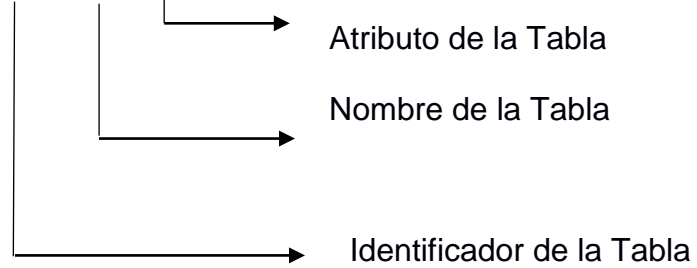 Atributo de la Tabla
Nombre de la Tabla
Identificador de la Tabla